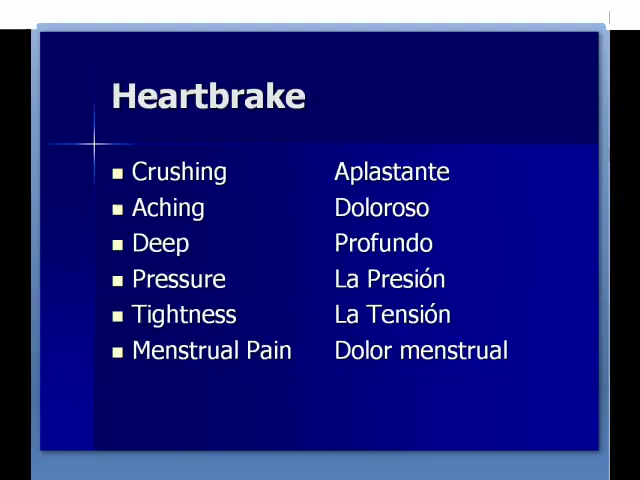 Heartbrake
Crushing Aplastante
Aching Doloroso
Deep Profundo
Pressure La Presión
Tightness La Tensión
Menstrual Pain Dolor menstrual